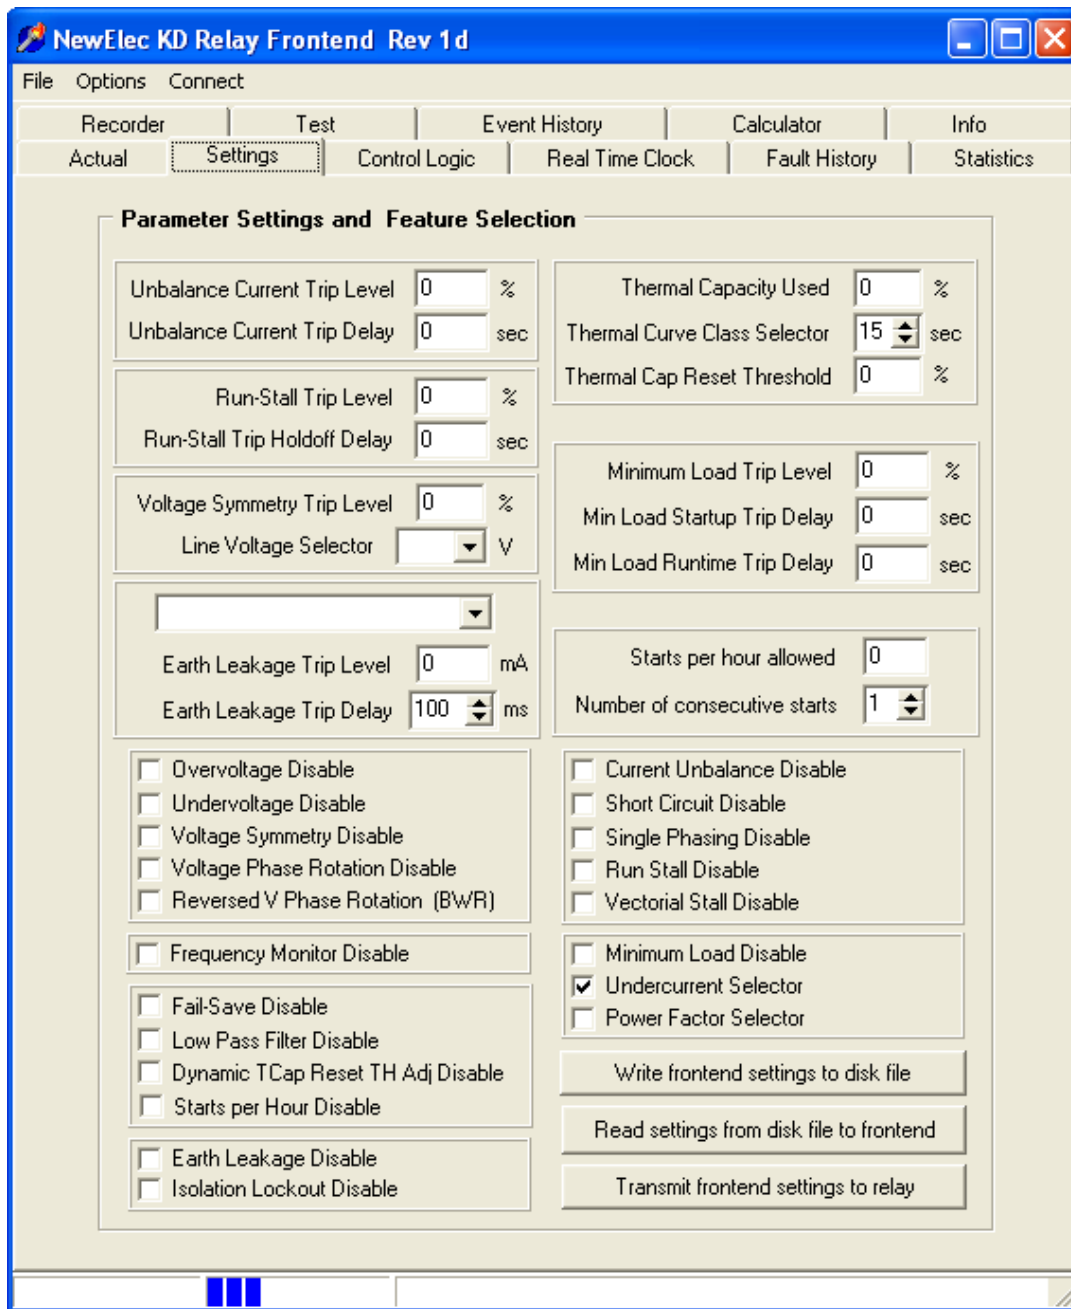 NewElec KD Relay Frontend  Rev 1d
File Options Connect
Recorder Test Event History Calculator Info
Actual Settings Control Logic Real Time Clock Fault History Statistics
Parameter Settings and  Feature Selection
Unbalance Current Trip Level 0 %
Unbalance Current Trip Delay 0 sec
Run-Stall Trip Level 0 %
Run-Stall Trip Holdoff Delay 0 sec
Voltage Symmetry Trip Level 0 %
Line Voltage Selector V
Earth Leakage Trip Level 0 mA
Earth Leakage Trip Delay 100 ms
Thermal Capacity Used 0 %
Thermal Curve Class Selector 15 sec
Thermal Cap Reset Threshold 0 %
Minimum Load Trip Level 0 %
Min Load Startup Trip Delay 0 sec
Min Load Runtime Trip Delay 0 sec
Starts per hour allowed 0
Number of consecutive starts 1
Overvoltage Disable
Undervoltage Disable
Voltage Symmetry Disable
Voltage Phase Rotation Disable
Reversed V Phase Rotation  (BWR)
Frequency Monitor Disable
Fail-Save Disable
Low Pass Filter Disable
Dynamic TCap Reset TH Adj Disable
Starts per Hour Disable
Earth Leakage Disable
Isolation Lockout Disable
Current Unbalance Disable
Short Circuit Disable
Single Phasing Disable
Run Stall Disable
Vectorial Stall Disable
Minimum Load Disable
Undercurrent Selector
Power Factor Selector
Write frontend settings to disk file
Read settings from disk file to frontend
Transmit frontend settings to relay